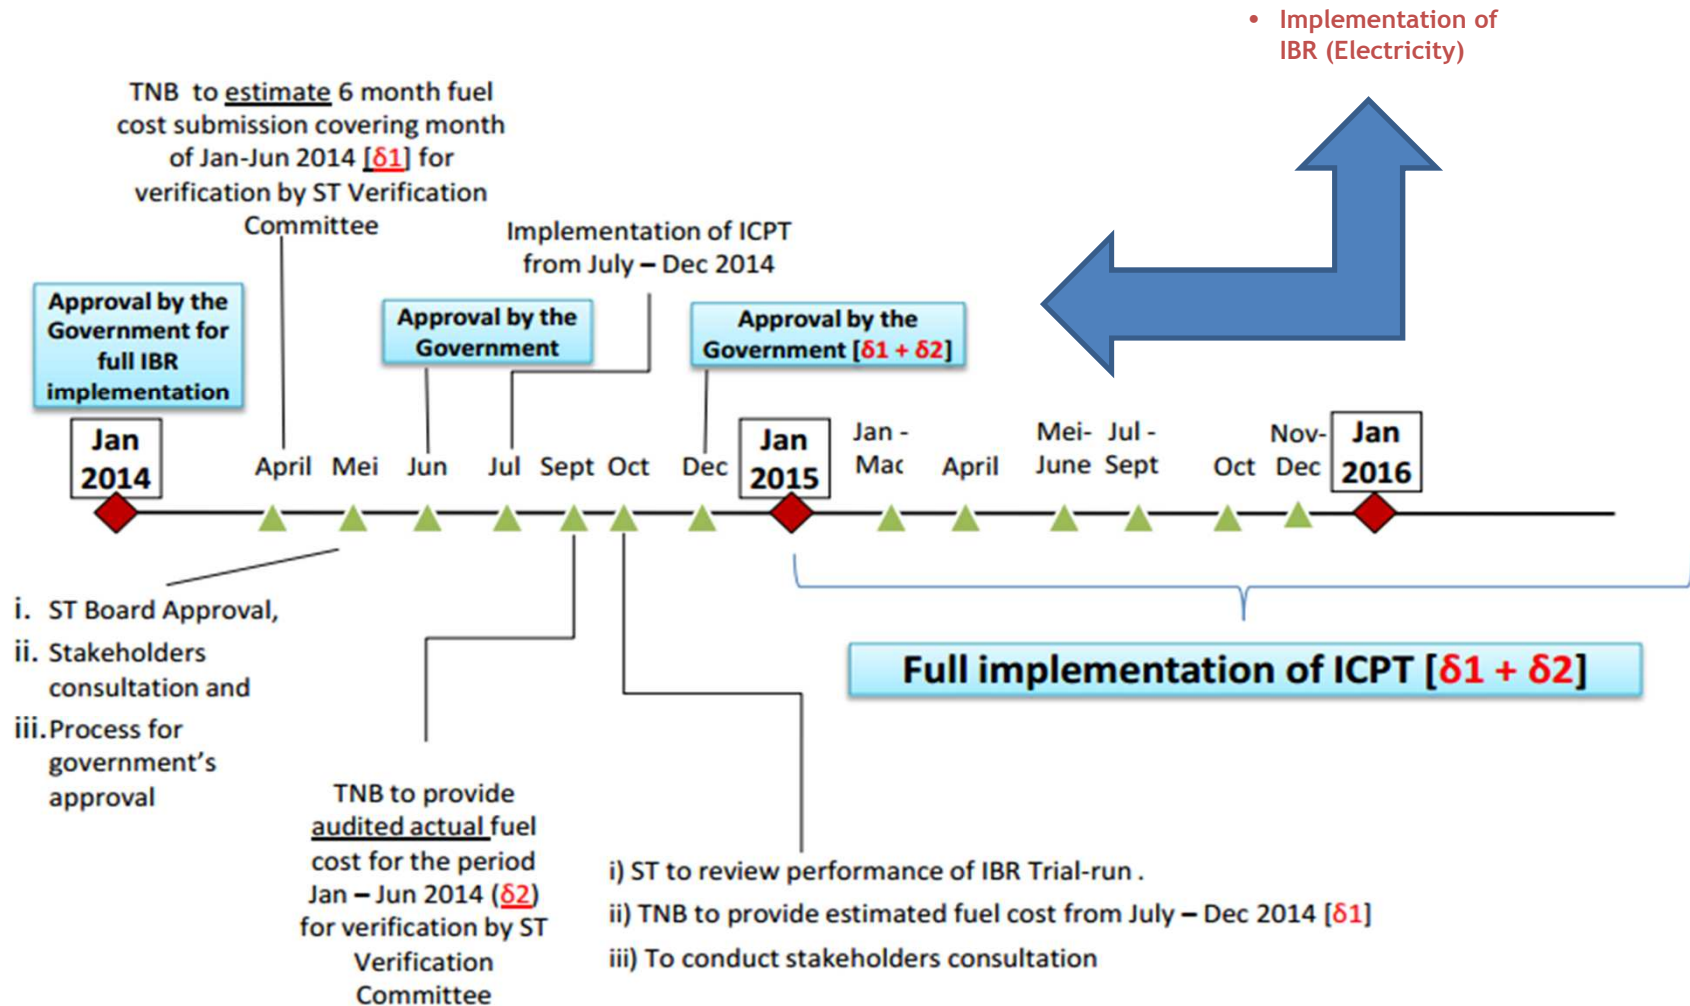 • Implementation of
IBR (Electricity)
TNB to estimate 6 month fuel
cost submission covering month
of Jan-Jun 2014 [δ1] for
verification by ST Verification
Committee
Implementation of ICPT
from July – Dec 2014
Approval by the
Government for
full IBR
implementation
Approval by the
Government
Approval by the
Government [δ1 + δ2]
Jan
2014
April
Mei
Jun
Jul
Sept
Oct
Dec
Jan
2015
Jan -
Mac
April
Mei-
June
Jul -
Sept
Oct
Nov-
Dec
Jan
2016
i. ST Board Approval,
ii. Stakeholders
consultation and
iii. Process for
government's
approval
Full implementation of ICPT [δ1 + δ2]
TNB to provide
audited actual fuel
cost for the period
Jan – Jun 2014 (δ2)
for verification by ST
Verification
Committee
i) ST to review performance of IBR Trial-run .
ii) TNB to provide estimated fuel cost from July – Dec 2014 [δ1]
iii) To conduct stakeholders consultation